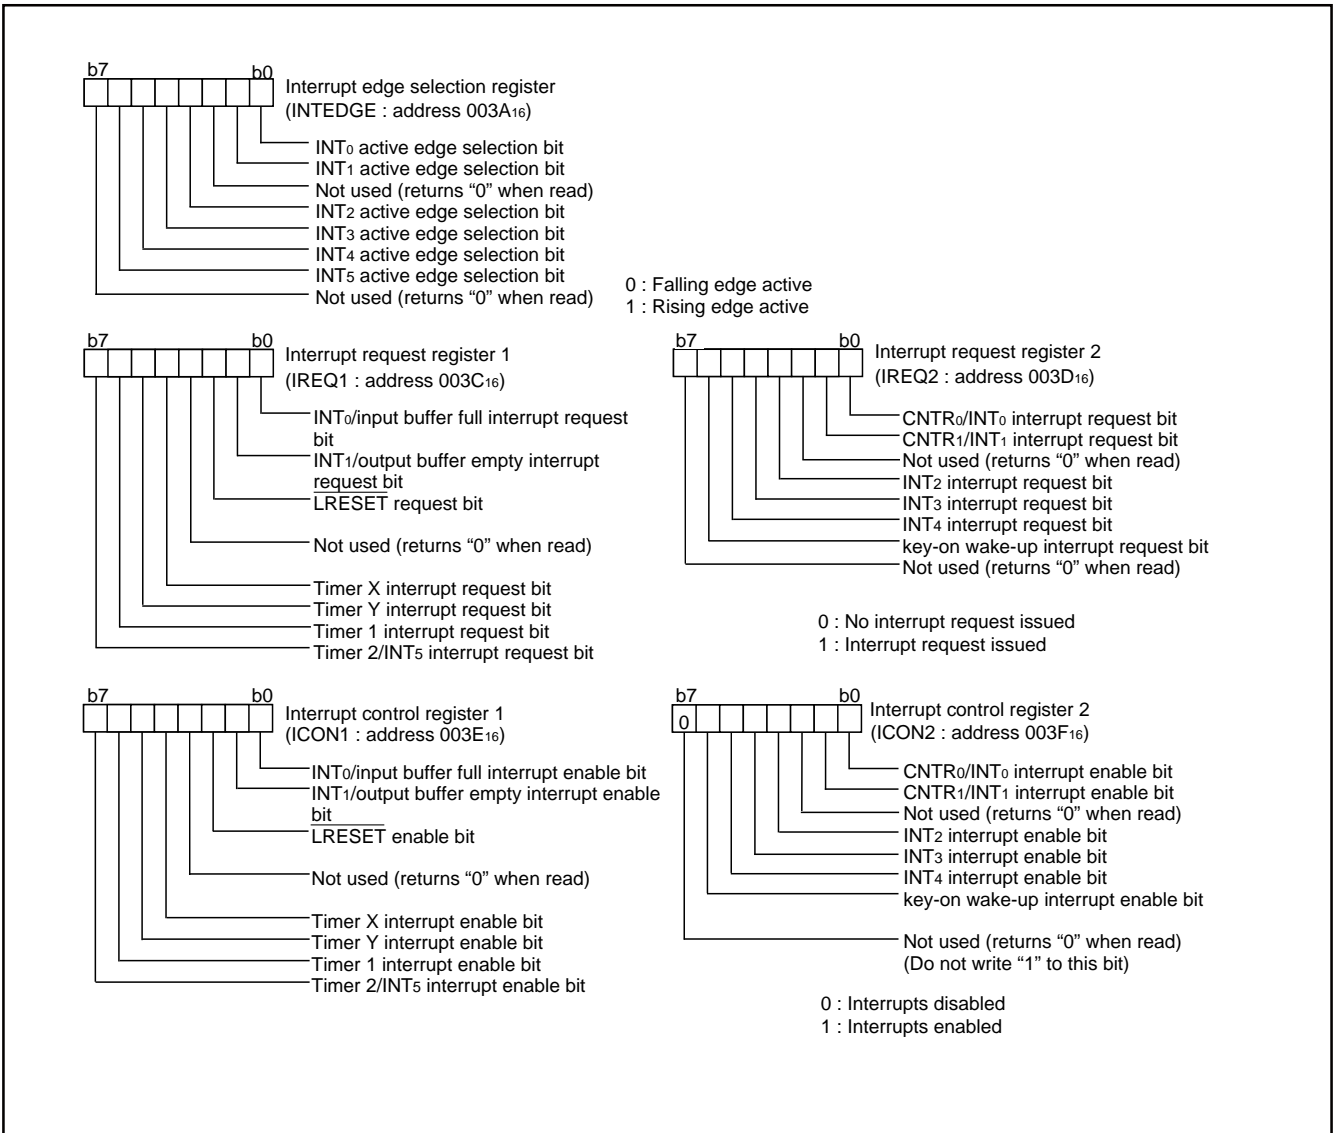 b7 b0
Interrupt edge selection register
(INTEDGE : address 003A16)
INT0 active edge selection bit
INT1 active edge selection bit
Not used (returns “0” when read)
INT2 active edge selection bit
INT3 active edge selection bit
INT4 active edge selection bit
INT5 active edge selection bit
Not used (returns “0” when read)
0 : Falling edge active
1 : Rising edge active
b7 b0
Interrupt request register 1
(IREQ1 : address 003C16)
INT0/input buffer full interrupt request
bit
INT1/output buffer empty interrupt
request bit
LRESET request bit
Not used (returns “0” when read)
Timer X interrupt request bit
Timer Y interrupt request bit
Timer 1 interrupt request bit
Timer 2/INT5 interrupt request bit
b7 b0
Interrupt request register 2
(IREQ2 : address 003D16)
CNTR0/INT0 interrupt request bit
CNTR1/INT1 interrupt request bit
Not used (returns “0” when read)
INT2 interrupt request bit
INT3 interrupt request bit
INT4 interrupt request bit
key-on wake-up interrupt request bit
Not used (returns “0” when read)
0 : No interrupt request issued
1 : Interrupt request issued
b7 b0
Interrupt control register 1
(ICON1 : address 003E16)
INT0/input buffer full interrupt enable bit
INT1/output buffer empty interrupt enable
bit
LRESET enable bit
Not used (returns “0” when read)
Timer X interrupt enable bit
Timer Y interrupt enable bit
Timer 1 interrupt enable bit
Timer 2/INT5 interrupt enable bit
b7 b0
0
Interrupt control register 2
(ICON2 : address 003F16)
CNTR0/INT0 interrupt enable bit
CNTR1/INT1 interrupt enable bit
Not used (returns “0” when read)
INT2 interrupt enable bit
INT3 interrupt enable bit
INT4 interrupt enable bit
key-on wake-up interrupt enable bit
Not used (returns “0” when read)
(Do not write “1” to this bit)
0 : Interrupts disabled
1 : Interrupts enabled